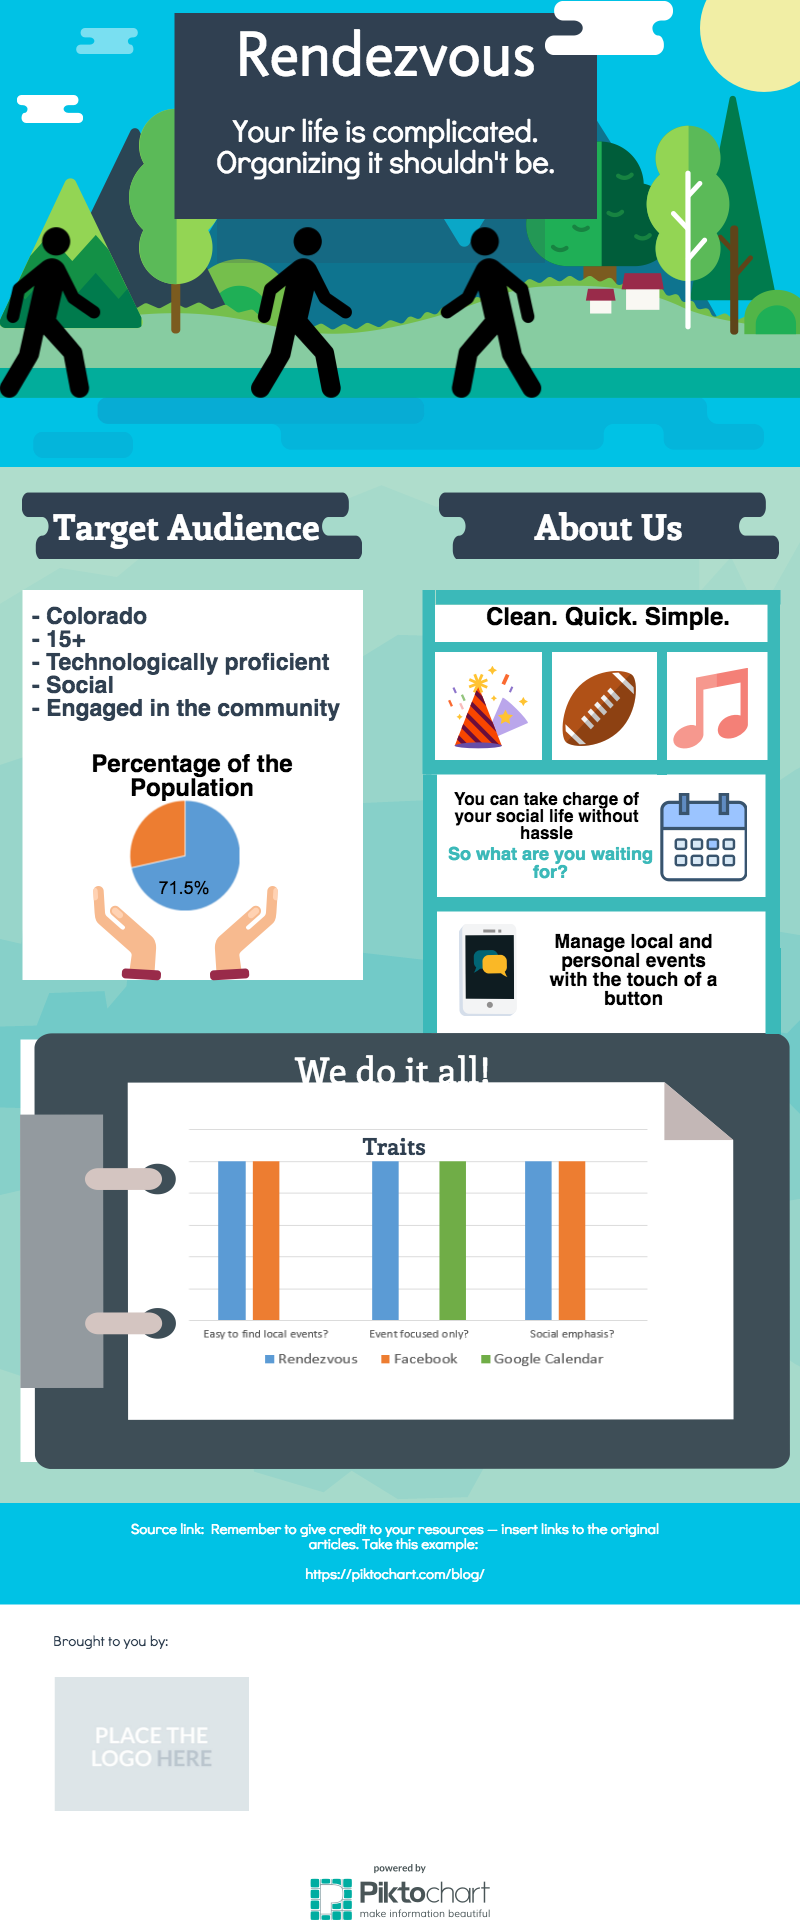 Rendezvous
Your life is complicated.
Organizing it shouldn't be.
Target Audience
About Us
- Colorado
- 15+
- Technologically proficient
- Social
- Engaged in the community
Percentage of the
Population
71.5%
Clean. Quick. Simple.
You can take charge of
your social life without
hassle
So what are you waiting
for?
Manage local and
personal events
with the touch of a
button
We do it all!
Traits
Easy to find local events?
Event focused only?
Social emphasis?
Rendezvous
Facebook
Google Calendar
Source link:  Remember to give credit to your resources — insert links to the original
articles. Take this example:
https://piktochart.com/blog/
Brought to you by:
PLACE THE
LOGO HERE
powered by
Piktochart
make information beautiful